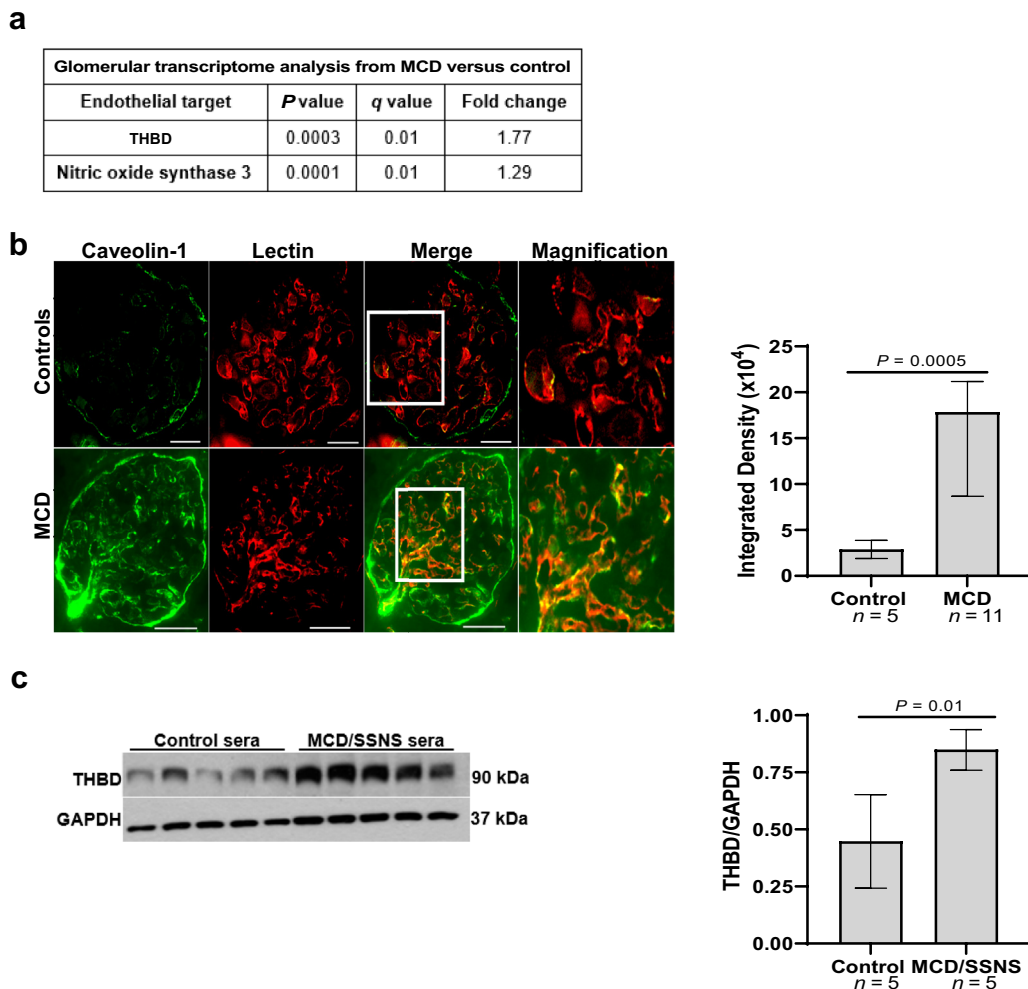 a
Glomerular transcriptome analysis from MCD versus control
Endothelial target P value q value Fold change
THBD 0.0003 0.01 1.77
Nitric oxide synthase 3 0.0001 0.01 1.29
b
Caveolin-1 Lectin Merge Magnification
Controls
MCD
Integrated Density (x10⁴)
P = 0.0005
25
20
15
10
5
0
Control MCD
n = 5 n = 11
c
Control sera MCD/SSNS sera
THBD 90 kDa
GAPDH 37 kDa
THBD/GAPDH
P = 0.01
1.00
0.75
0.50
0.25
0.00
Control MCD/SSNS
n = 5 n = 5